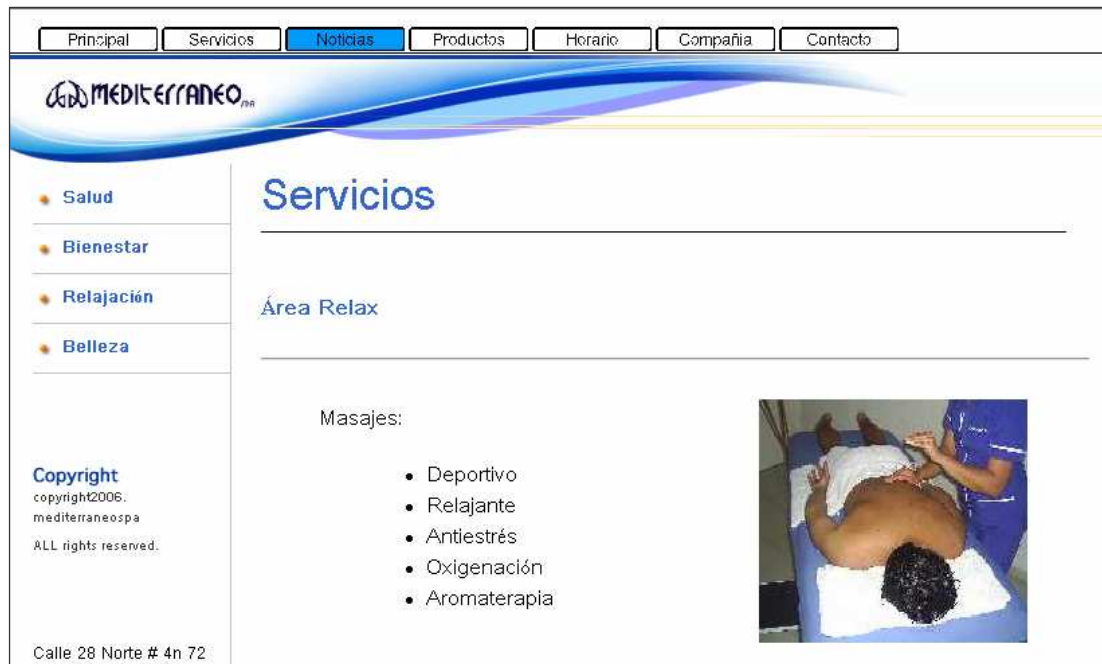 Principal
Servicios
Noticias
Productos
Horario
Compañia
Contacto
MEDITERRANEO
Salud
Bienestar
Relajación
Belleza
Copyright
copyright2006.
mediterraneospa
ALL rights reserved.
Calle 28 Norte # 4n 72
Servicios
Área Relax
Masajes:
Deportivo
Relajante
Antiestrés
Oxigenación
Aromaterapia